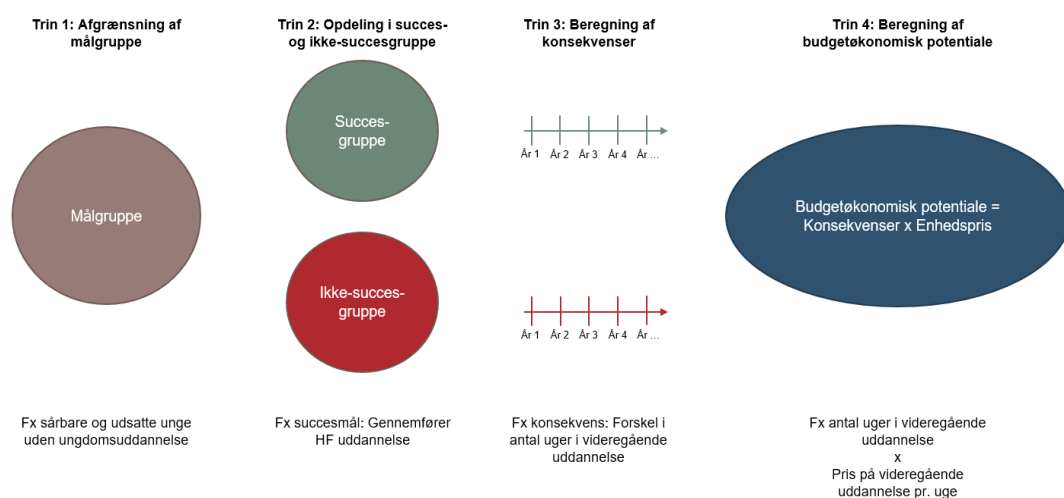 Trin 1: Afgrænsning af
målgruppe
Målgruppe
Fx sårbare og udsatte unge
uden ungdomsuddannelse
Trin 2: Opdeling i succes-
og ikke-succesgruppe
Succes-
gruppe
Ikke-succes-
gruppe
Fx succesmål: Gennemfører
HF uddannelse
Trin 3: Beregning af
konsekvenser
År 1 År 2 År 3 År 4 År ...
År 1 År 2 År 3 År 4 År ...
Fx konsekvens: Forskel i
antal uger i videregående
uddannelse
Trin 4: Beregning af
budgetøkonomisk potentiale
Budgetøkonomisk potentiale =
Konsekvenser x Enhedspris
Fx antal uger i videregående
uddannelse
x
Pris på videregående
uddannelse pr. uge